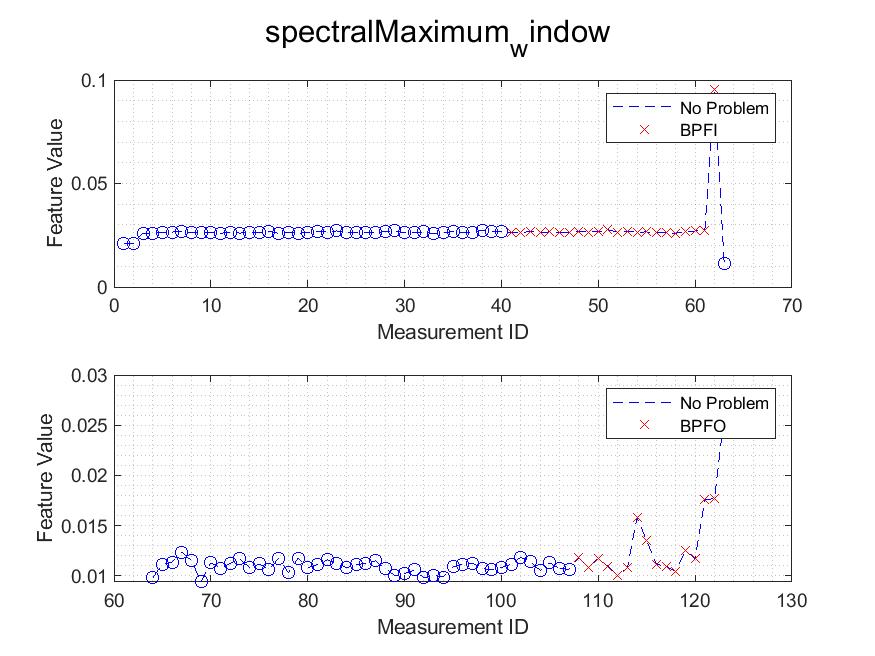 spectralMaximum_window
0.1
0.05
0
Feature Value
No Problem
BPFI
0 10 20 30 40 50 60 70
Measurement ID
0.03
0.025
0.02
0.015
0.01
Feature Value
No Problem
BPFO
60 70 80 90 100 110 120 130
Measurement ID